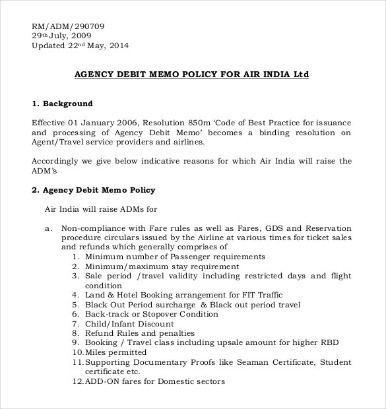 RM/ADM/290709
29th July, 2009
Updated 22nd May, 2014
AGENCY DEBIT MEMO POLICY FOR AIR INDIA Ltd
1. Background
Effective 01 January 2006, Resolution 850m 'Code of Best Practice for issuance
and processing of Agency Debit Memo' becomes a binding resolution on
Agent/Travel service providers and airlines.
Accordingly we give below indicative reasons for which Air India will raise the
ADM's
2. Agency Debit Memo Policy
Air India will raise ADMs for
a. Non-compliance with Fare rules as well as Fares, GDS and Reservation
procedure circulars issued by the Airline at various times for ticket sales
and refunds which generally comprises of
1. Minimum number of Passenger requirements
2. Minimum/maximum stay requirement
3. Sale period /travel validity including restricted days and flight
condition
4. Land & Hotel Booking arrangement for FIT Traffic
5. Black Out Period surcharge & Black out period travel
6. Back-track or Stopover Condition
7. Child/Infant Discount
8. Refund Rules and penalties
9. Booking / Travel class including upsale amount for higher RBD
10.Miles permitted
11.Supporting Documentary Proofs like Seaman Certificate, Student
certificate etc.
12.ADD-ON fares for Domestic sectors